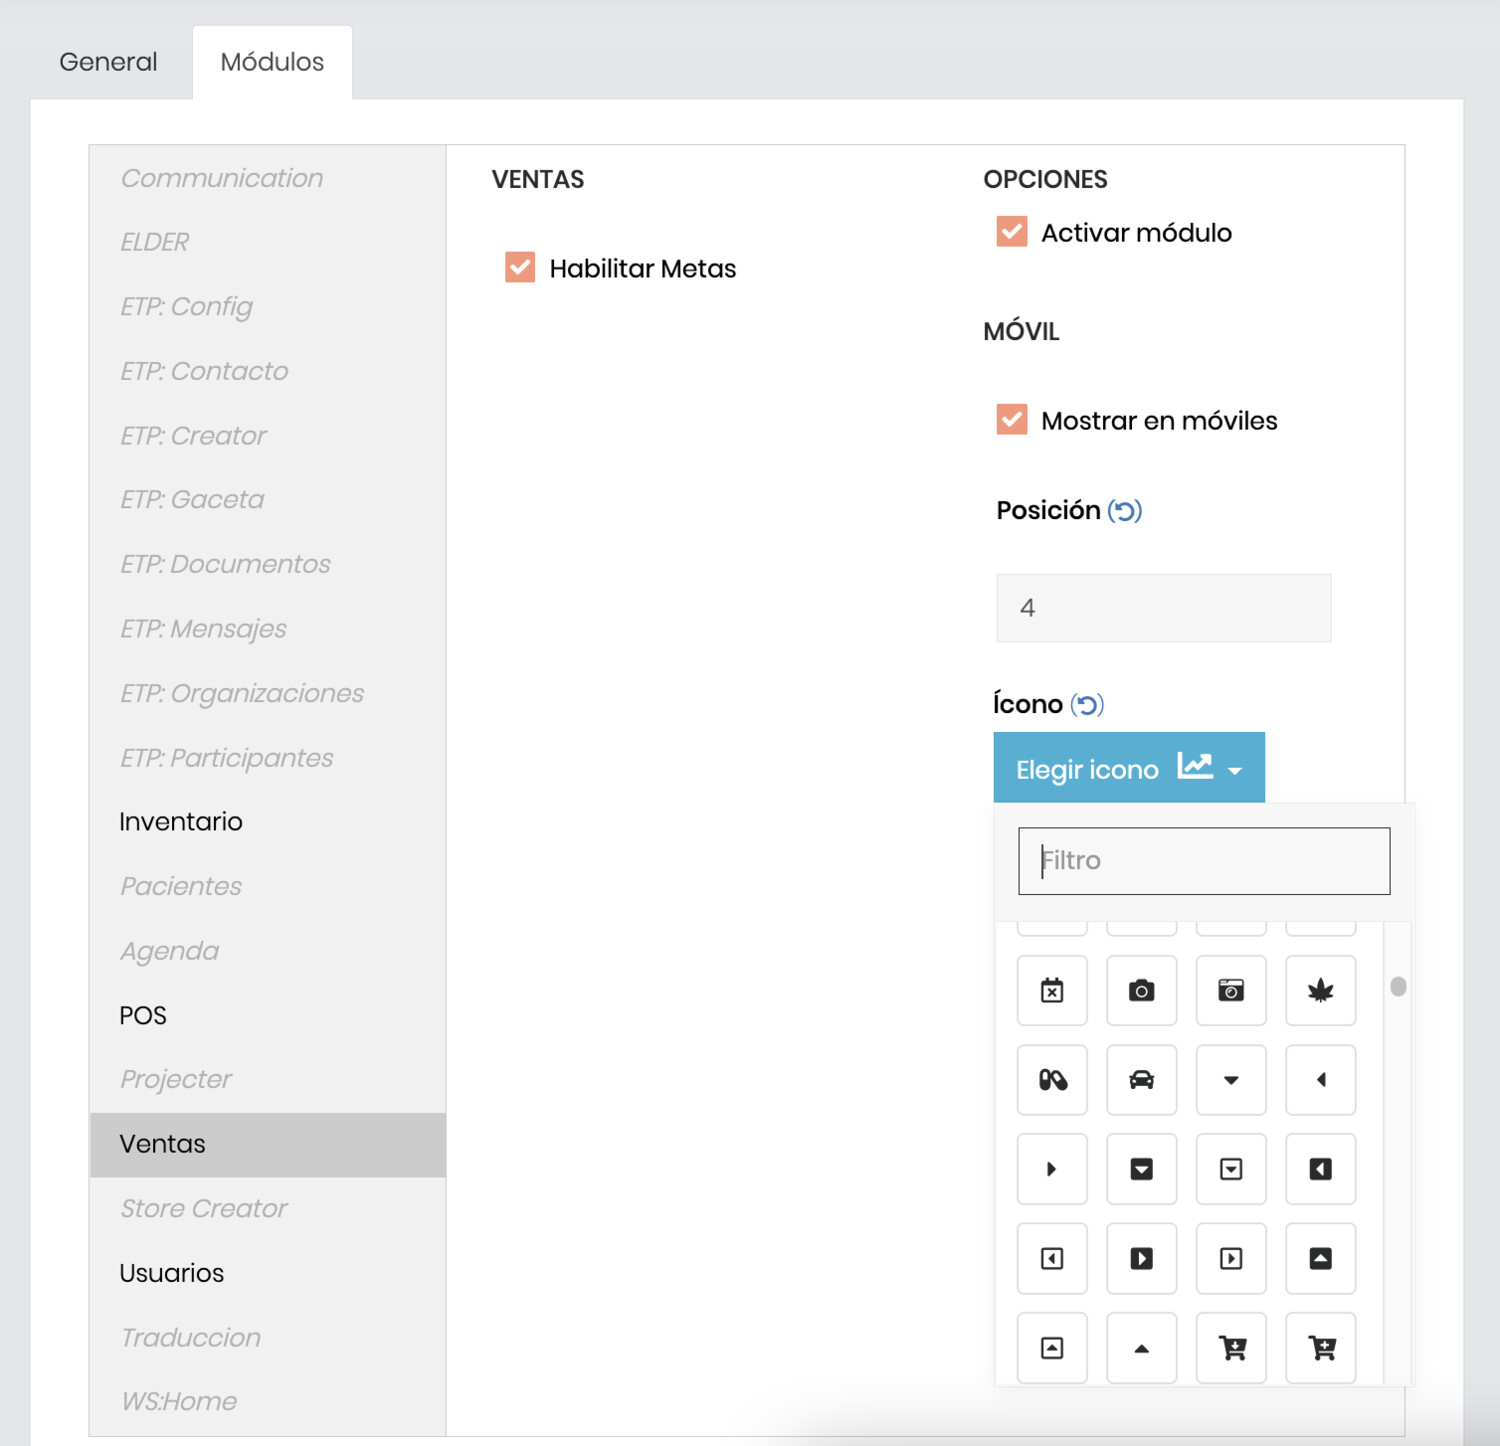 General
Módulos
Communication
ELDER
ETP: Config
ETP: Contacto
ETP: Creator
ETP: Gaceta
ETP: Documentos
ETP: Mensajes
ETP: Organizaciones
ETP: Participantes
Inventario
Pacientes
Agenda
POS
Projecter
Ventas
Store Creator
Usuarios
Traduccion
WS:Home
VENTAS
Habilitar Metas
OPCIONES
Activar módulo
MÓVIL
Mostrar en móviles
Posición
4
Ícono
Elegir icono
Filtro